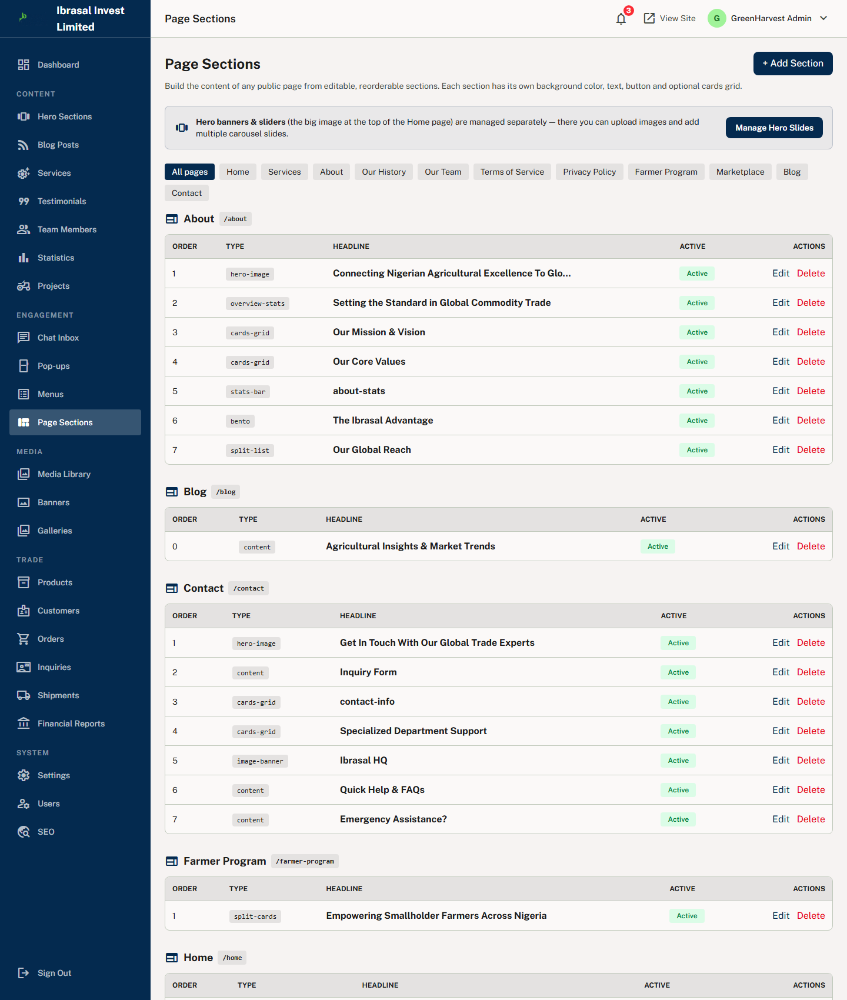 Ibrasal Invest
Limited
Dashboard
CONTENT
Hero Sections
Blog Posts
Services
Testimonials
Team Members
Statistics
Projects
ENGAGEMENT
Chat Inbox
Pop-ups
Menus
Page Sections
MEDIA
Media Library
Banners
Galleries
TRADE
Products
Customers
Orders
Inquiries
Shipments
Financial Reports
SYSTEM
Settings
Users
SEO
Sign Out
Page Sections
3
View Site
G
GreenHarvest Admin
Page Sections
+ Add Section
Build the content of any public page from editable, reorderable sections. Each section has its own background color, text, button and optional cards grid.
Hero banners & sliders (the big image at the top of the Home page) are managed separately — there you can upload images and add
multiple carousel slides.
Manage Hero Slides
All pages Home Services About Our History Our Team Terms of Service Privacy Policy Farmer Program Marketplace Blog
Contact
About /about
ORDER TYPE HEADLINE ACTIVE ACTIONS
1 hero-image Connecting Nigerian Agricultural Excellence To Glo... Active Edit Delete
2 overview-stats Setting the Standard in Global Commodity Trade Active Edit Delete
3 cards-grid Our Mission & Vision Active Edit Delete
4 cards-grid Our Core Values Active Edit Delete
5 stats-bar about-stats Active Edit Delete
6 bento The Ibrasal Advantage Active Edit Delete
7 split-list Our Global Reach Active Edit Delete
Blog /blog
ORDER TYPE HEADLINE ACTIVE ACTIONS
0 content Agricultural Insights & Market Trends Active Edit Delete
Contact /contact
ORDER TYPE HEADLINE ACTIVE ACTIONS
1 hero-image Get In Touch With Our Global Trade Experts Active Edit Delete
2 content Inquiry Form Active Edit Delete
3 cards-grid contact-info Active Edit Delete
4 cards-grid Specialized Department Support Active Edit Delete
5 image-banner Ibrasal HQ Active Edit Delete
6 content Quick Help & FAQs Active Edit Delete
7 content Emergency Assistance? Active Edit Delete
Farmer Program /farmer-program
ORDER TYPE HEADLINE ACTIVE ACTIONS
1 split-cards Empowering Smallholder Farmers Across Nigeria Active Edit Delete
Home /home
ORDER TYPE HEADLINE ACTIVE ACTIONS